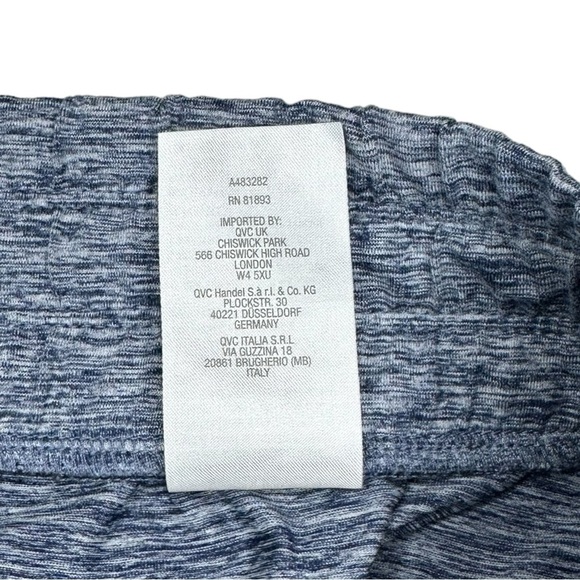 A483282
RN 81893
IMPORTED BY:
QVC UK
CHISWICK PARK
566 CHISWICK HIGH ROAD
LONDON
W4 5XU
QVC Handel S.à r.l. & Co. KG
PLOCKSTR. 30
40221 DÜSSELDORF
GERMANY
QVC ITALIA S.R.L
VIA GUZZINA 18
20861 BRUGHERIO (MB)
ITALY